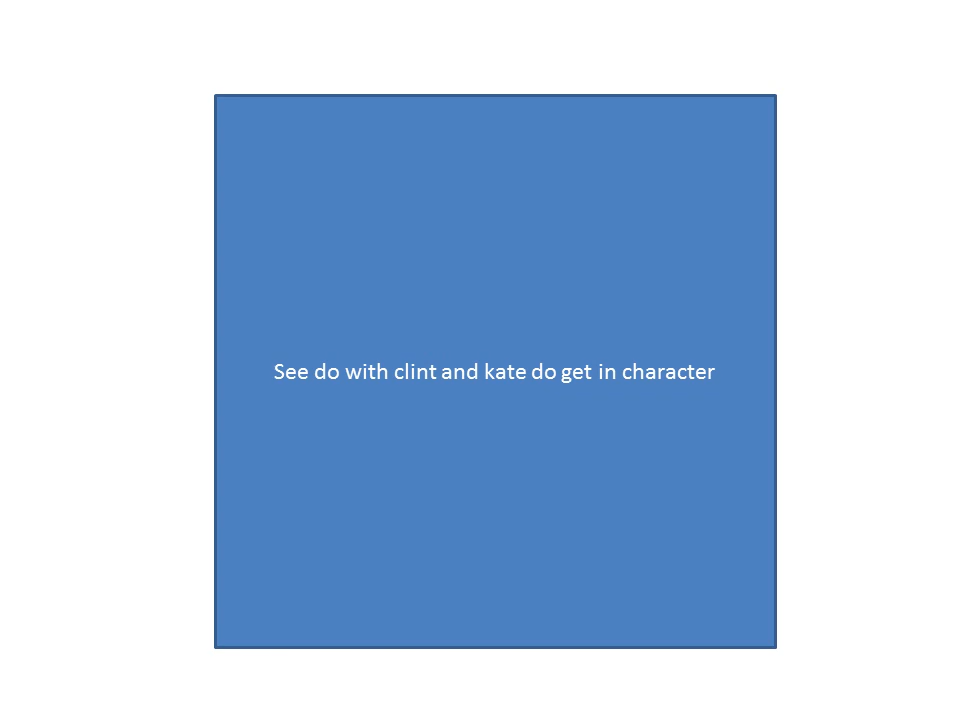 See do with clint and kate do get in character